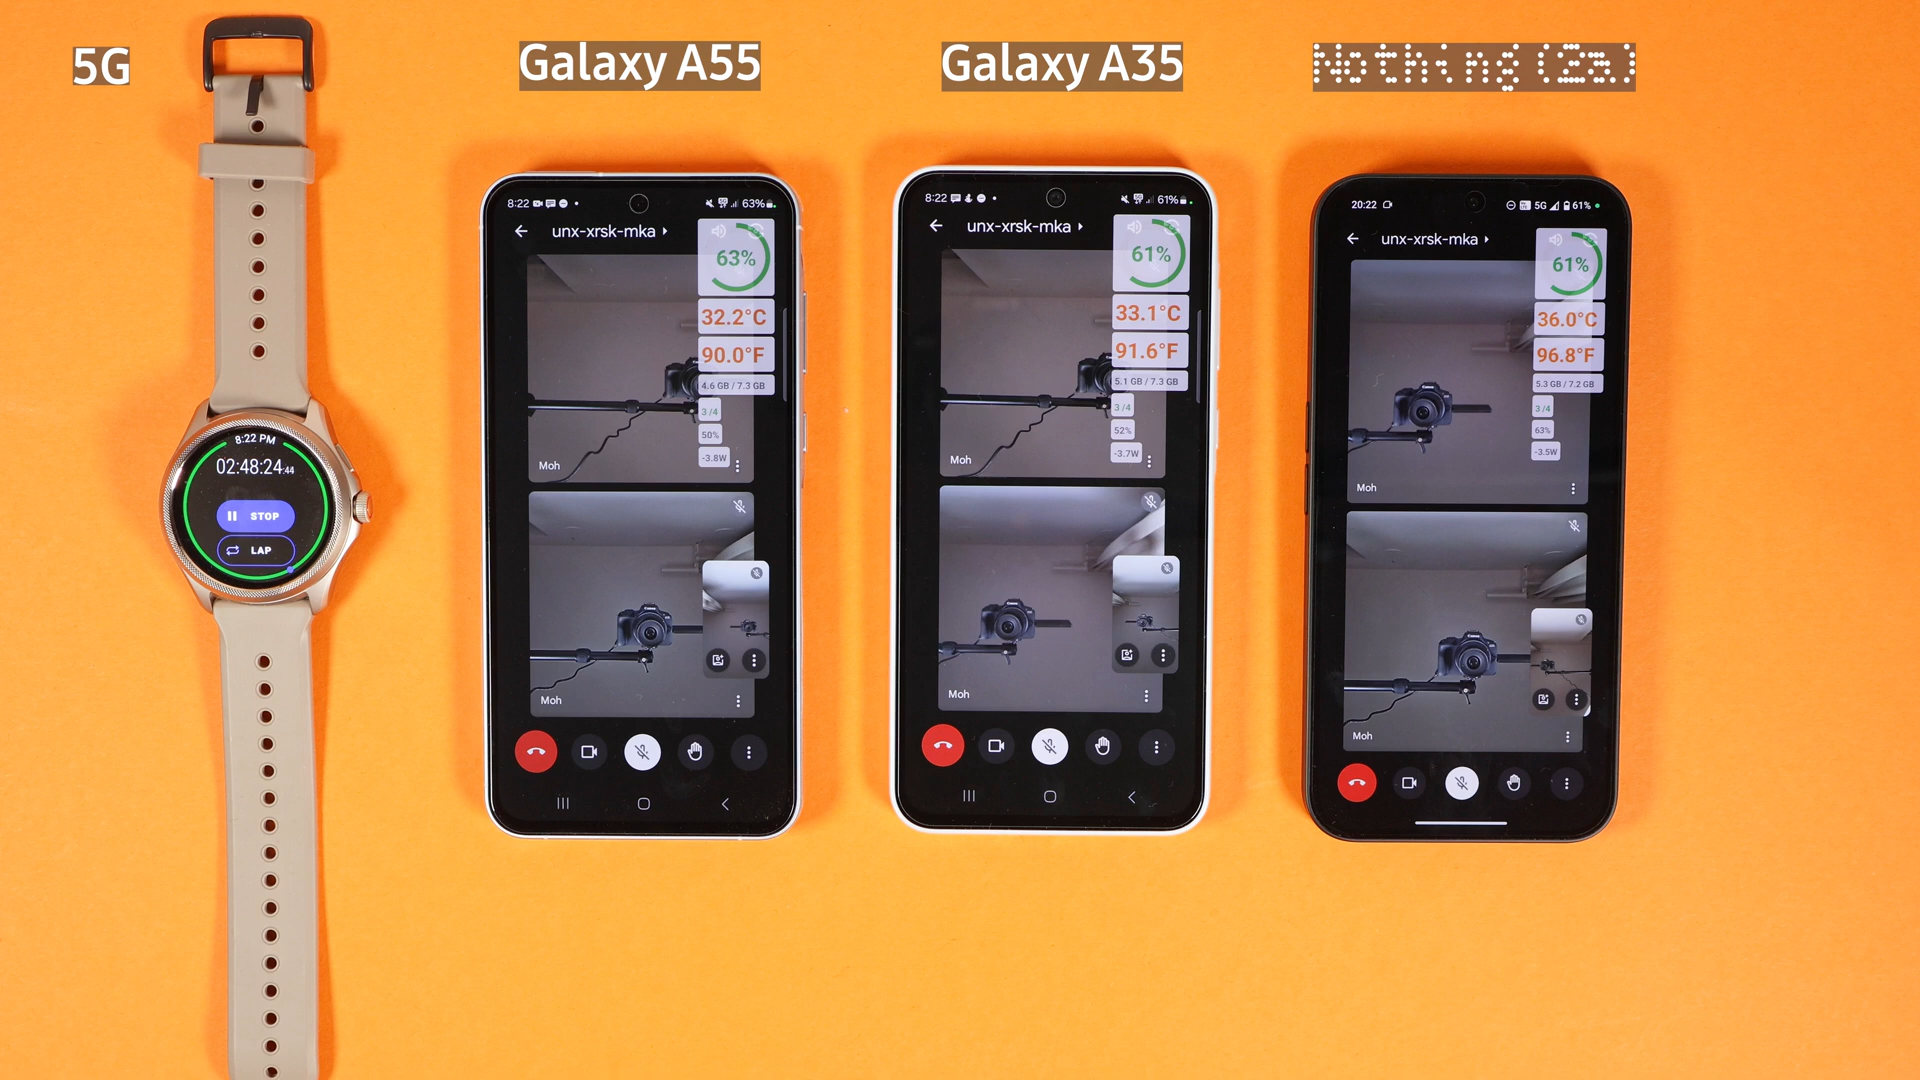 5G
Galaxy A55
Galaxy A35
Nothing (2a)
8:22 PM
02:48:24.44
STOP
LAP
8:22
63%
unx-xrsk-mka
63%
32.2°C
90.0°F
4.6 GB / 7.3 GB
3 /4
50%
-3.8W
Moh
Moh
8:22
61%
unx-xrsk-mka
61%
33.1°C
91.6°F
5.1 GB / 7.3 GB
3 /4
52%
-3.7W
Moh
Moh
20:22
5G
61%
unx-xrsk-mka
61%
36.0°C
96.8°F
5.3 GB / 7.2 GB
3 /4
63%
-3.5W
Canon
Moh
Canon
Moh